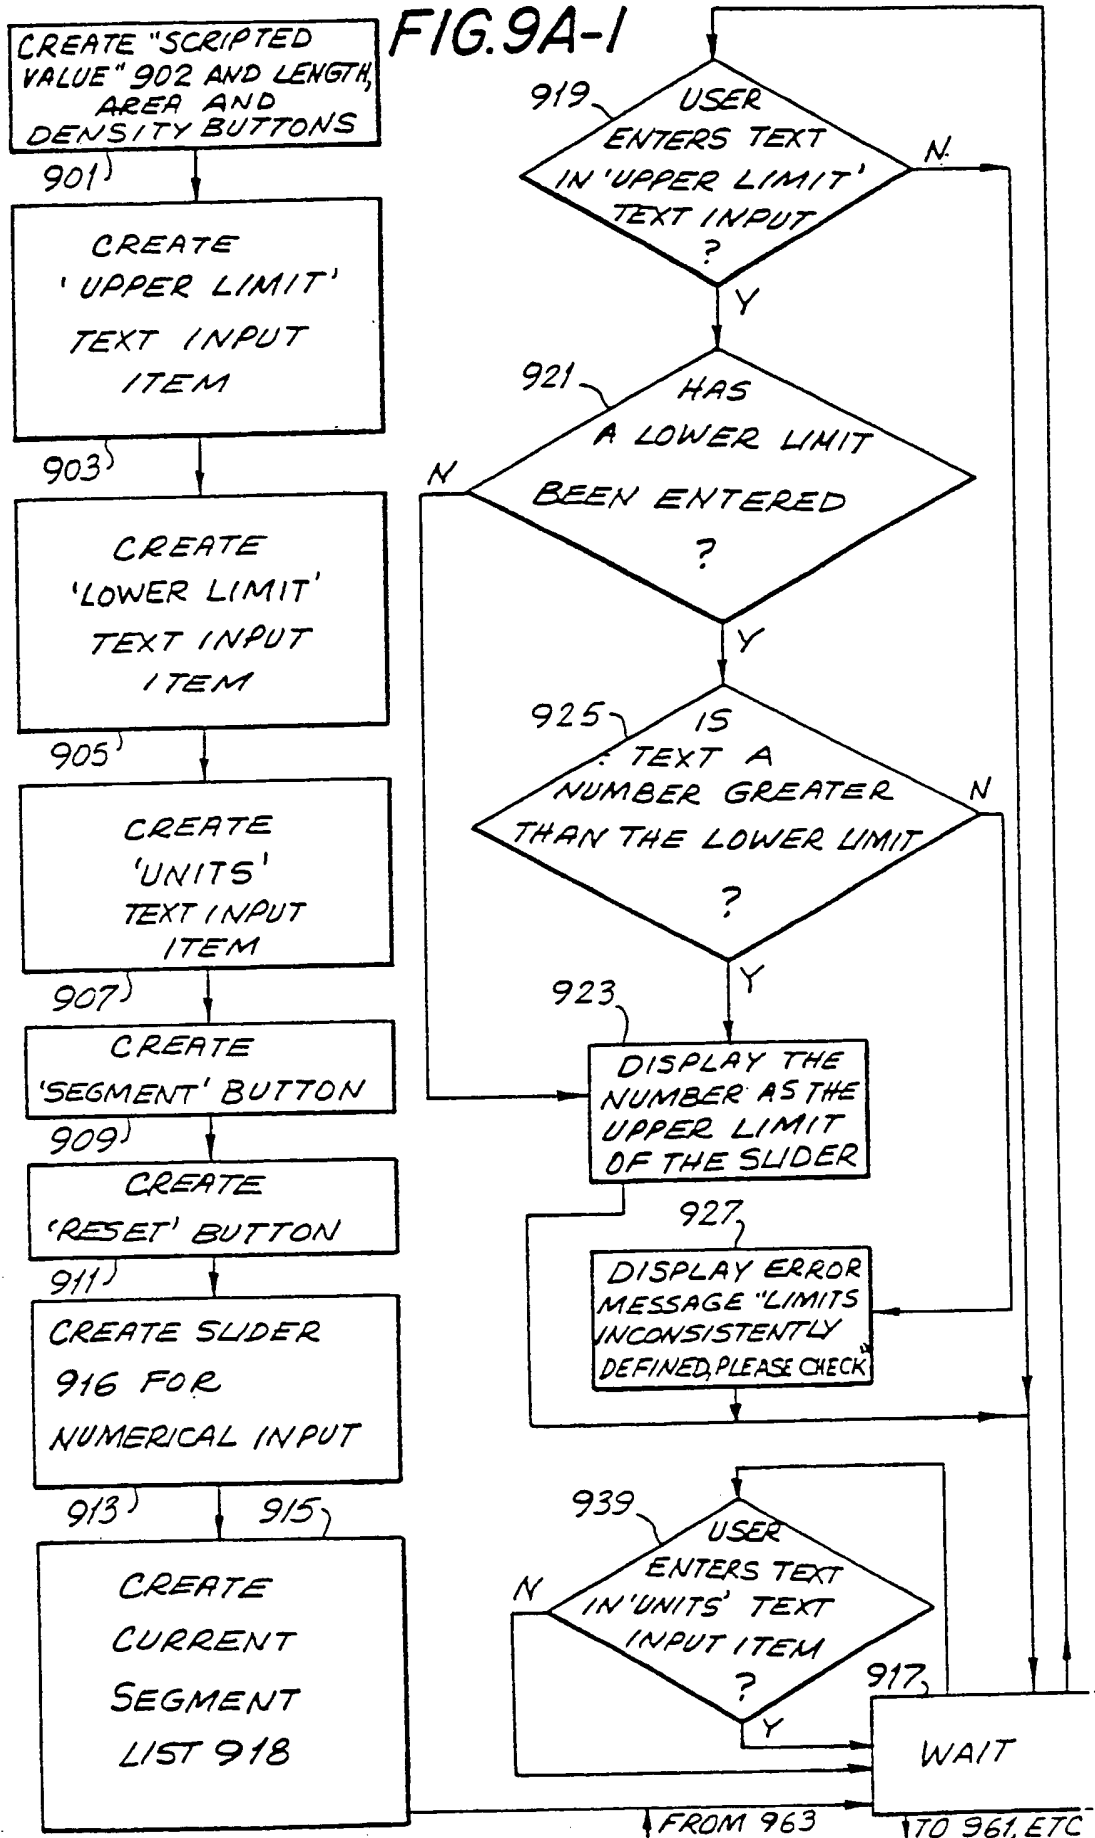 FIG.9A-1
CREATE "SCRIPTED
VALUE" 902 AND LENGTH,
AREA AND
DENSITY BUTTONS
901
CREATE
'UPPER LIMIT'
TEXT INPUT
ITEM
903
CREATE
'LOWER LIMIT'
TEXT INPUT
ITEM
905
CREATE
'UNITS'
TEXT INPUT
ITEM
907
CREATE
'SEGMENT' BUTTON
909
CREATE
'RESET' BUTTON
911
CREATE SLIDER
916 FOR
NUMERICAL INPUT
913
915
CREATE
CURRENT
SEGMENT
LIST 918
919
USER
ENTERS TEXT
IN 'UPPER LIMIT'
TEXT INPUT
?
N
Y
921
HAS
A LOWER LIMIT
BEEN ENTERED
?
N
Y
925
IS
TEXT A
NUMBER GREATER
THAN THE LOWER LIMIT
?
N
Y
923
DISPLAY THE
NUMBER AS THE
UPPER LIMIT
OF THE SLIDER
927
DISPLAY ERROR
MESSAGE "LIMITS
INCONSISTENTLY
DEFINED, PLEASE CHECK"
939
USER
ENTERS TEXT
IN 'UNITS' TEXT
INPUT ITEM
?
N
Y
917
WAIT
FROM 963
TO 961, ETC